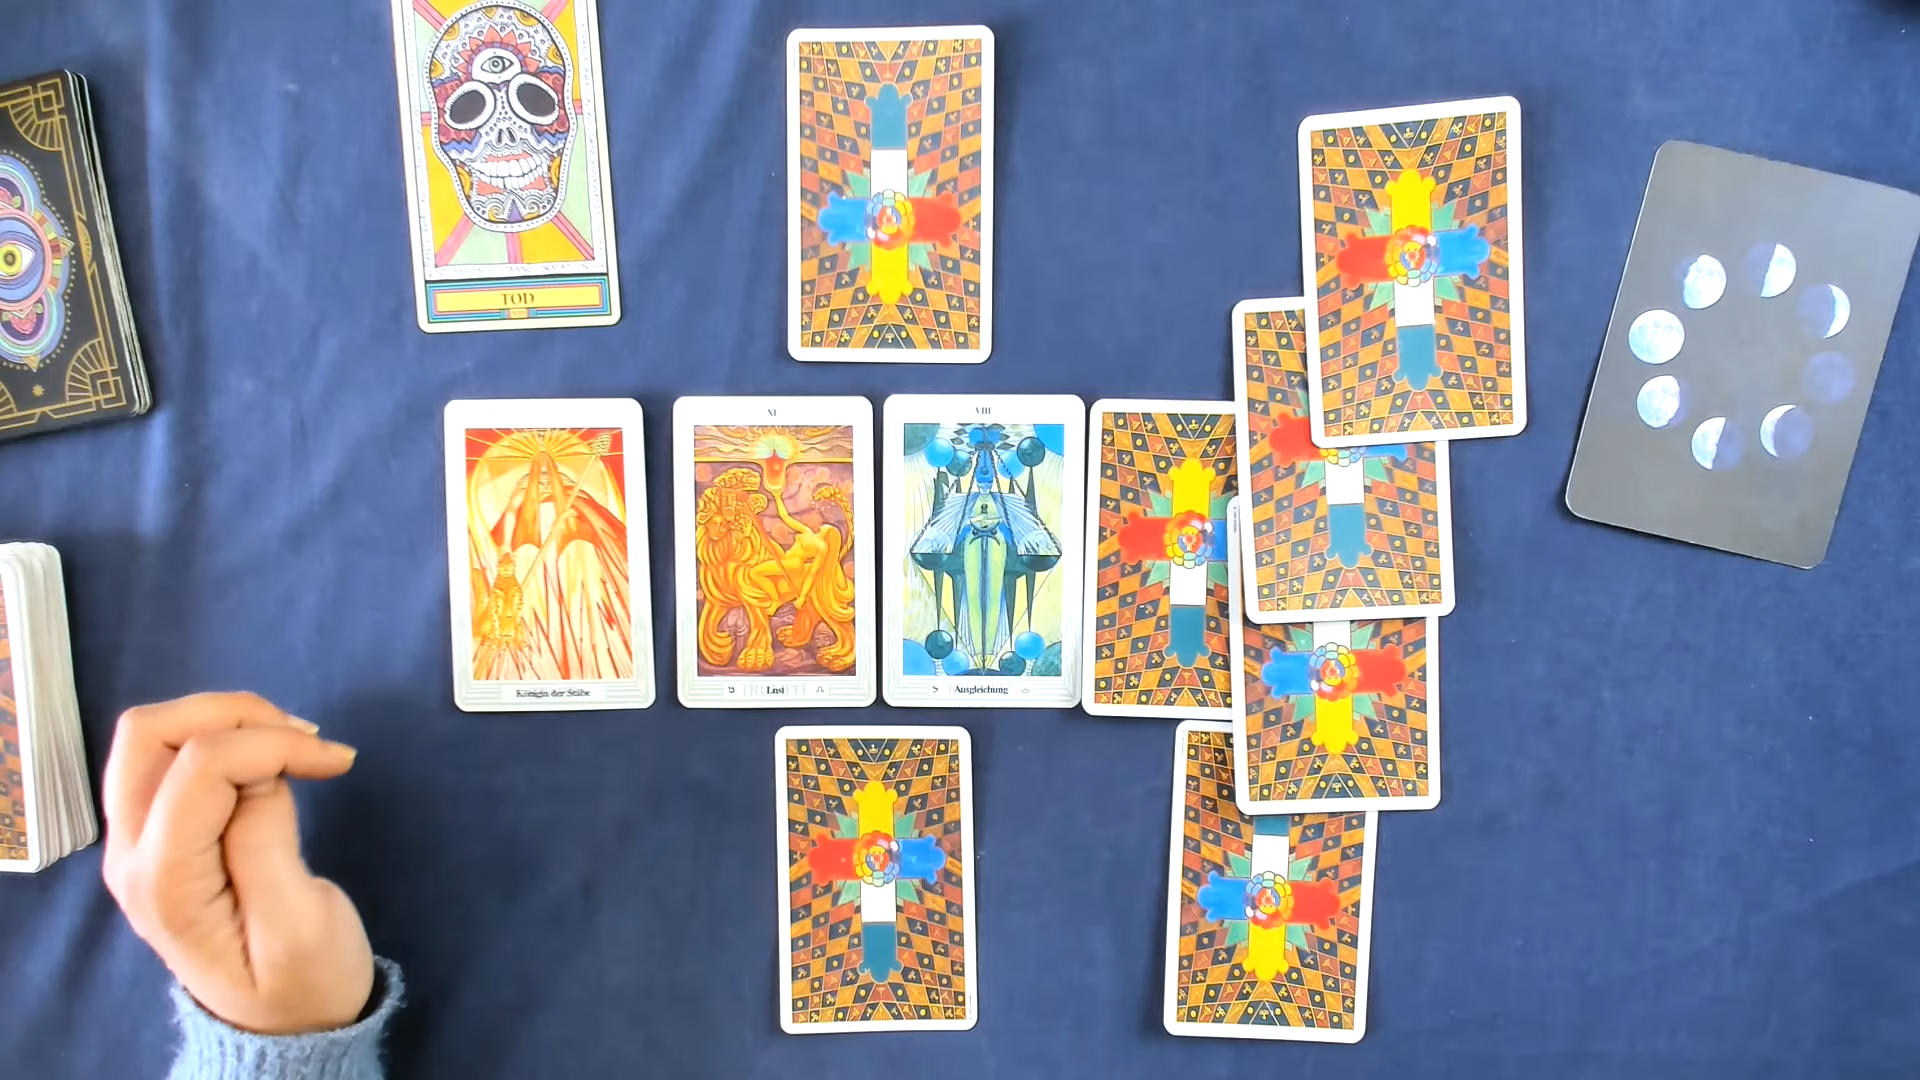 TOD
XI
VIII
Königin der Stäbe
Lust
Ausgleichung